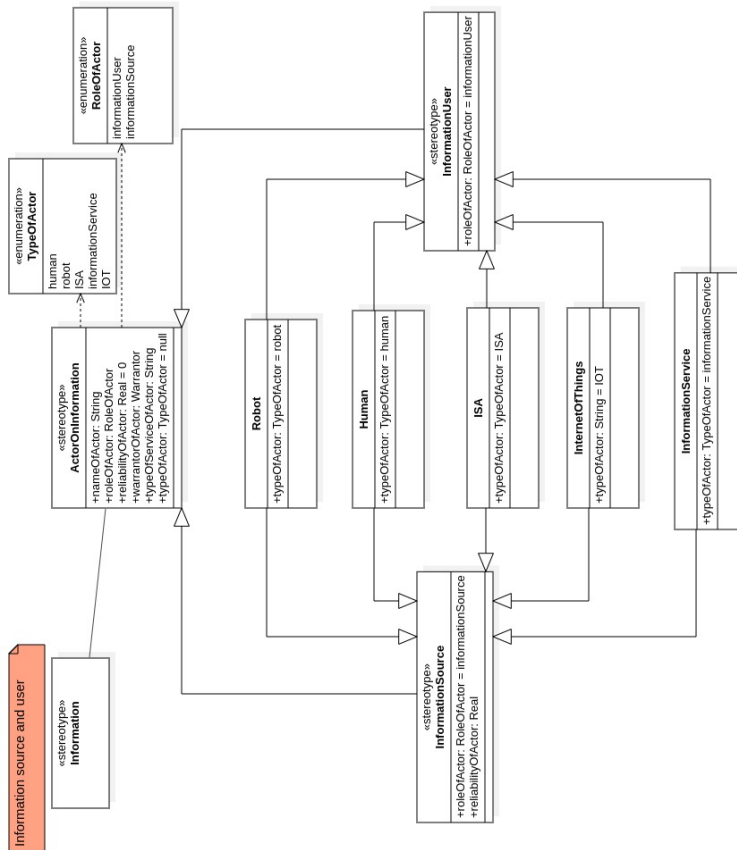 Information source and user
«stereotype»
Information
«stereotype»
ActorOnInformation
+nameOfActor: String
+roleOfActor: RoleOfActor
+reliabilityOfActor: Real = 0
+warrantorOfActor: Warrantor
+typeOfServiceOfActor: String
+typeOfActor: TypeOfActor = null
«enumeration»
TypeOfActor
human
robot
ISA
informationService
IOT
«enumeration»
RoleOfActor
informationUser
informationSource
Robot
+typeOfActor: TypeOfActor = robot
Human
+typeOfActor: TypeOfActor = human
«stereotype»
InformationSource
+roleOfActor: RoleOfActor = informationSource
+reliabilityOfActor: Real
ISA
+typeOfActor: TypeOfActor = ISA
«stereotype»
InformationUser
+roleOfActor: RoleOfActor = informationUser
InternetOfThings
+typeOfActor: String = IOT
InformationService
+typeOfActor: TypeOfActor = informationService